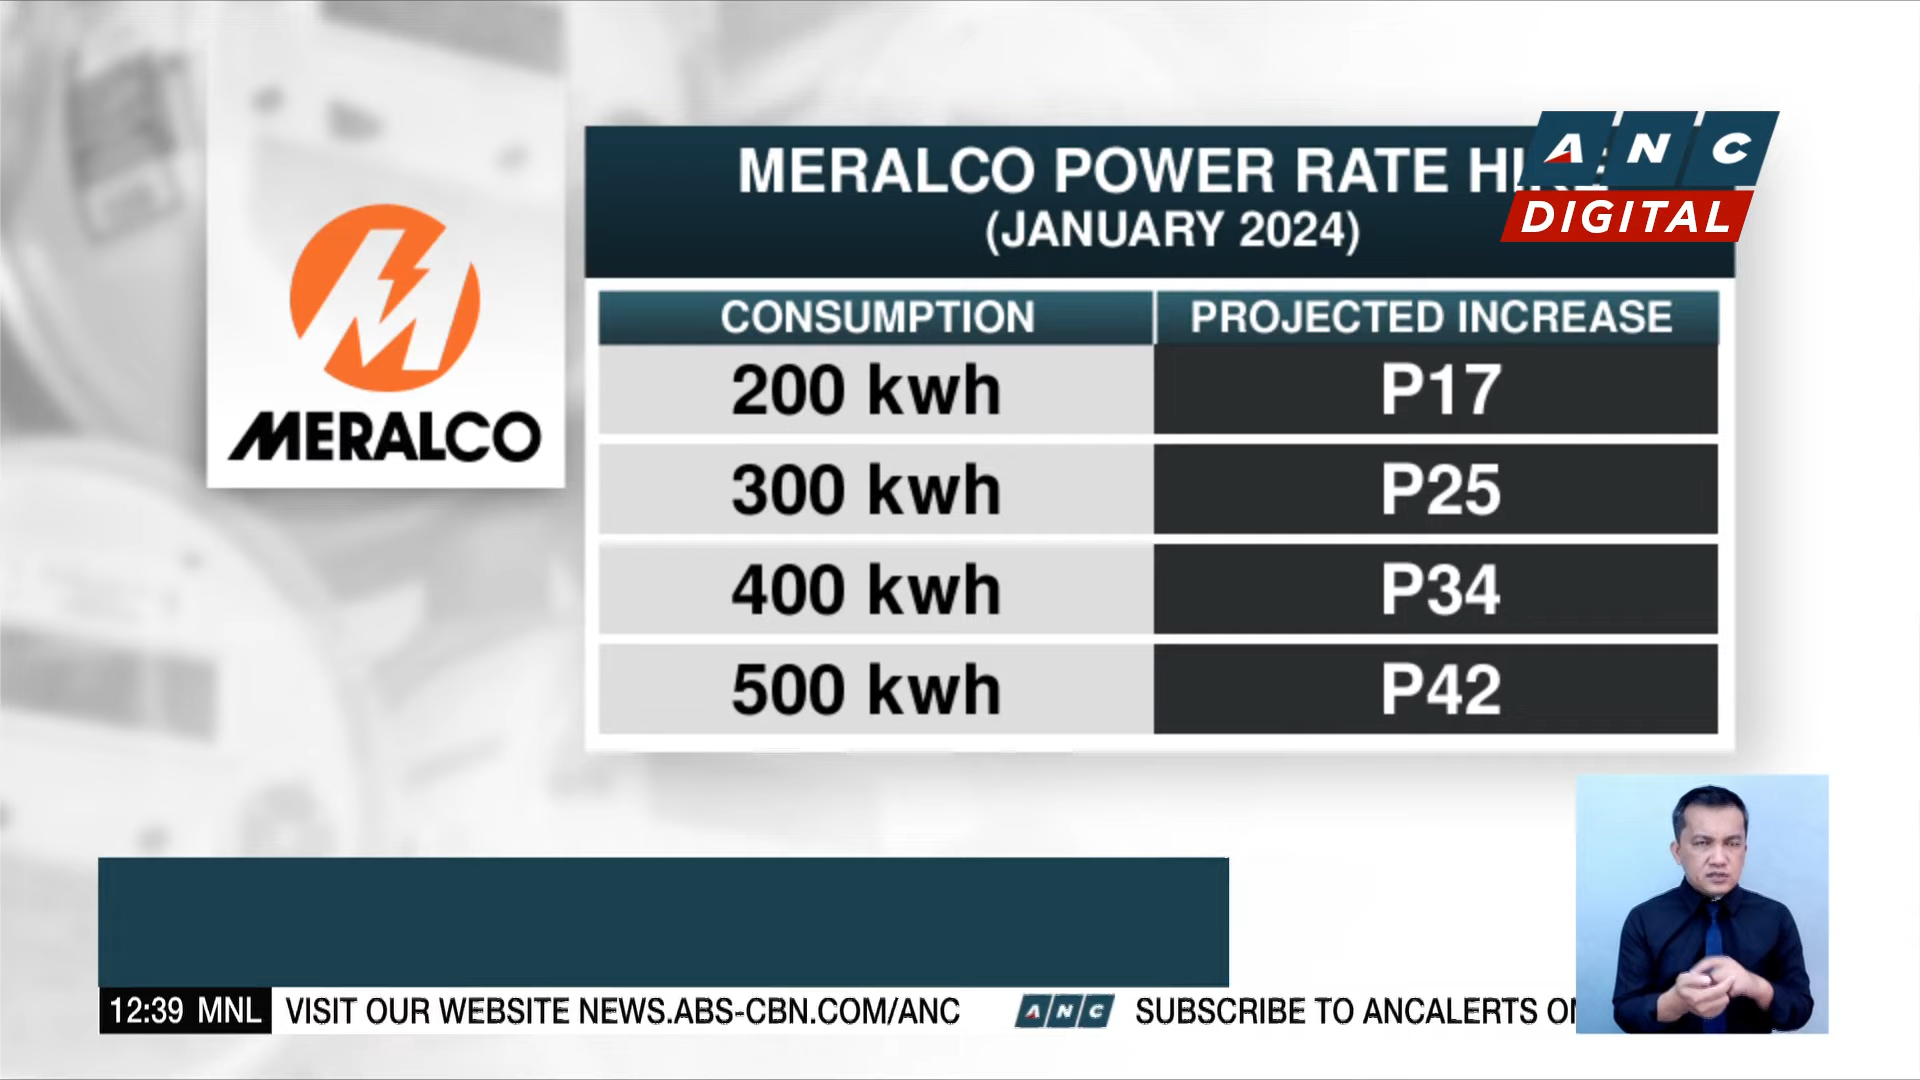 MERALCO
MERALCO POWER RATE HIKE
(JANUARY 2024)
ANC
DIGITAL
CONSUMPTION PROJECTED INCREASE
200 kwh P17
300 kwh P25
400 kwh P34
500 kwh P42
12:39 MNL VISIT OUR WEBSITE NEWS.ABS-CBN.COM/ANC ANC SUBSCRIBE TO ANCALERTS ON